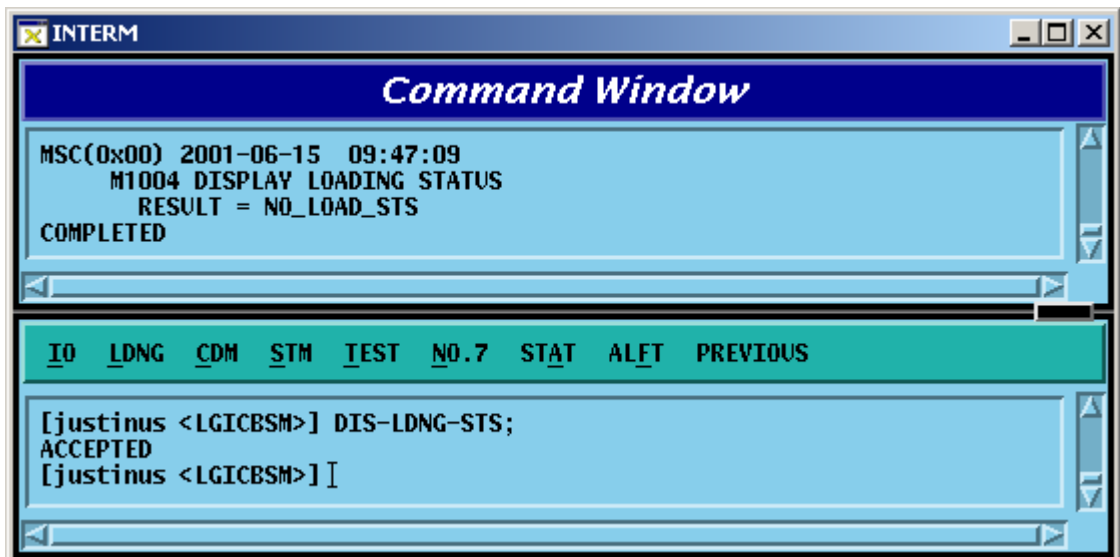 INTERM
Command Window
MSC(0x00) 2001-06-15 09:47:09
M1004 DISPLAY LOADING STATUS
RESULT = NO_LOAD_STS
COMPLETED
IO LDNG CDM STM TEST NO.7 STAT ALFT PREVIOUS
[justinus <LGICBSM>] DIS-LDNG-STS;
ACCEPTED
[justinus <LGICBSM>]